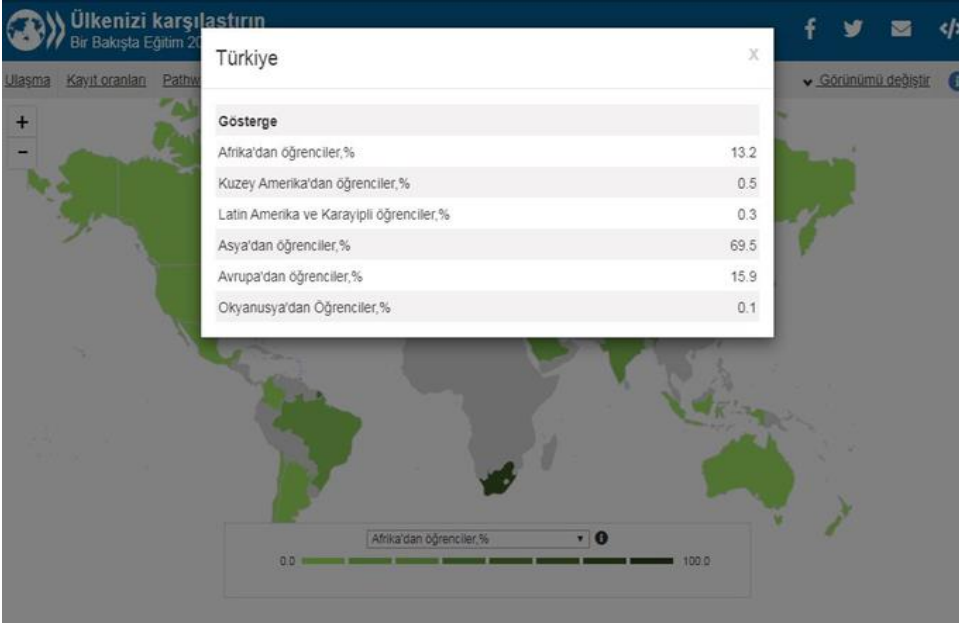 Ülkenizi karşılaştırın
Bir Bakışta Eğitim 20
Ulaşma Kayıt oranları Pathw
Görünümü değiştir
+
-
Türkiye
X
Gösterge
Afrika'dan öğrenciler,% 13.2
Kuzey Amerika'dan öğrenciler,% 0.5
Latin Amerika ve Karayipli öğrenciler,% 0.3
Asya'dan öğrenciler,% 69.5
Avrupa'dan öğrenciler,% 15.9
Okyanusya'dan Öğrenciler,% 0.1
Afrika'dan öğrenciler,%
0.0 100.0